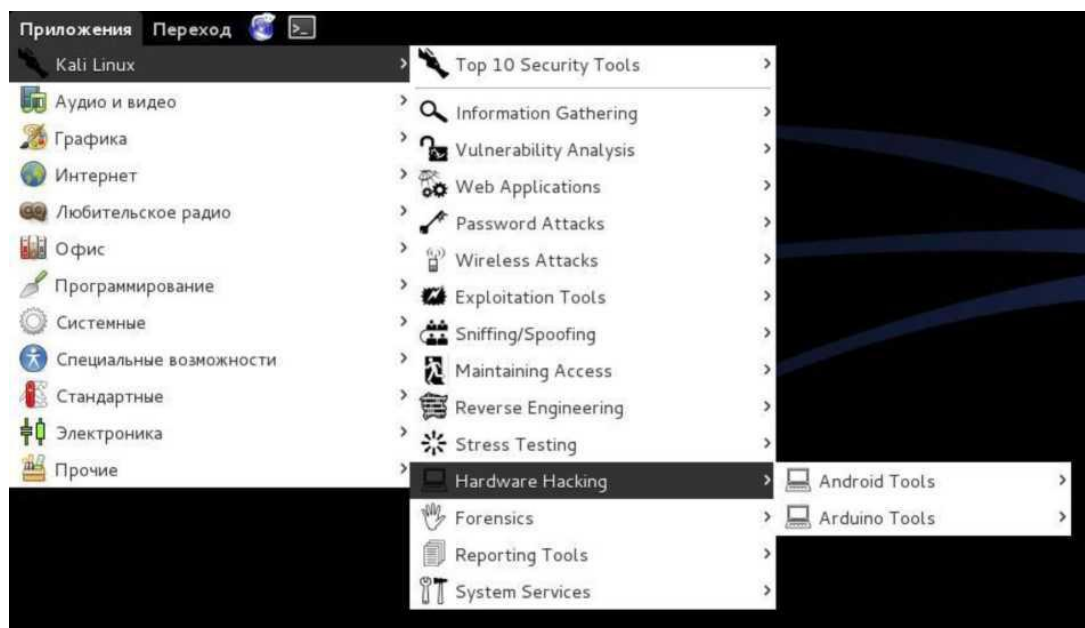 Приложения Переход
Kali Linux
Аудио и видео
Графика
Интернет
Любительское радио
Офис
Программирование
Системные
Специальные возможности
Стандартные
Электроника
Прочие
Top 10 Security Tools
Information Gathering
Vulnerability Analysis
Web Applications
Password Attacks
Wireless Attacks
Exploitation Tools
Sniffing/Spoofing
Maintaining Access
Reverse Engineering
Stress Testing
Hardware Hacking
Forensics
Reporting Tools
System Services
Android Tools
Arduino Tools